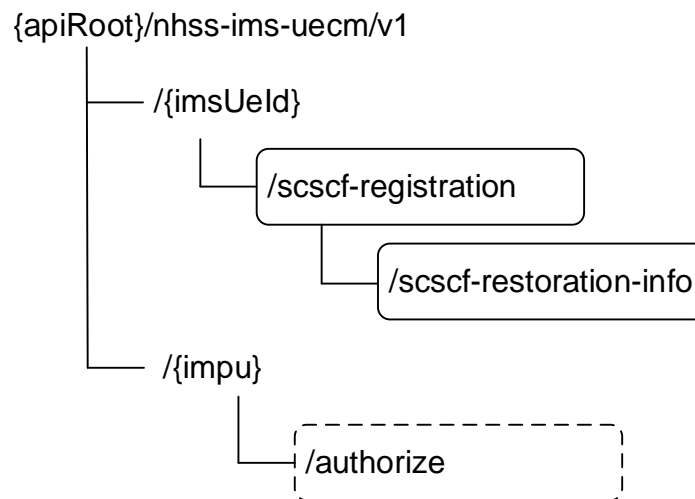 {apiRoot}/nhss-ims-uecm/v1
/{imsUeId}
/scscf-registration
/scscf-restoration-info
/{impu}
/authorize